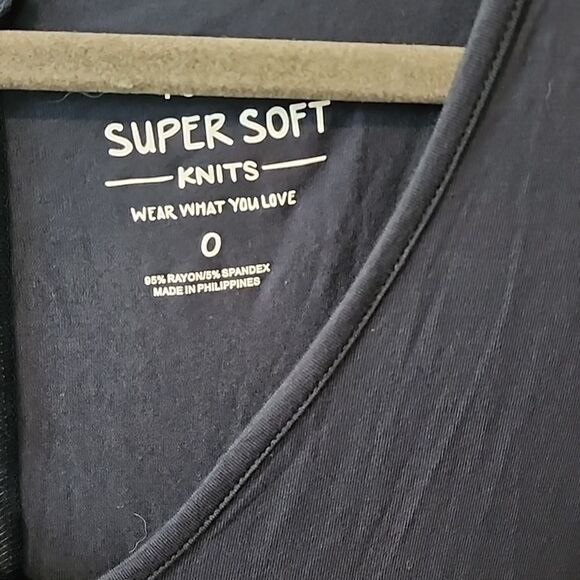 SUPER SOFT
KNITS
WEAR WHAT YOU LOVE
0
95% RAYON/5% SPANDEX
MADE IN PHILIPPINES